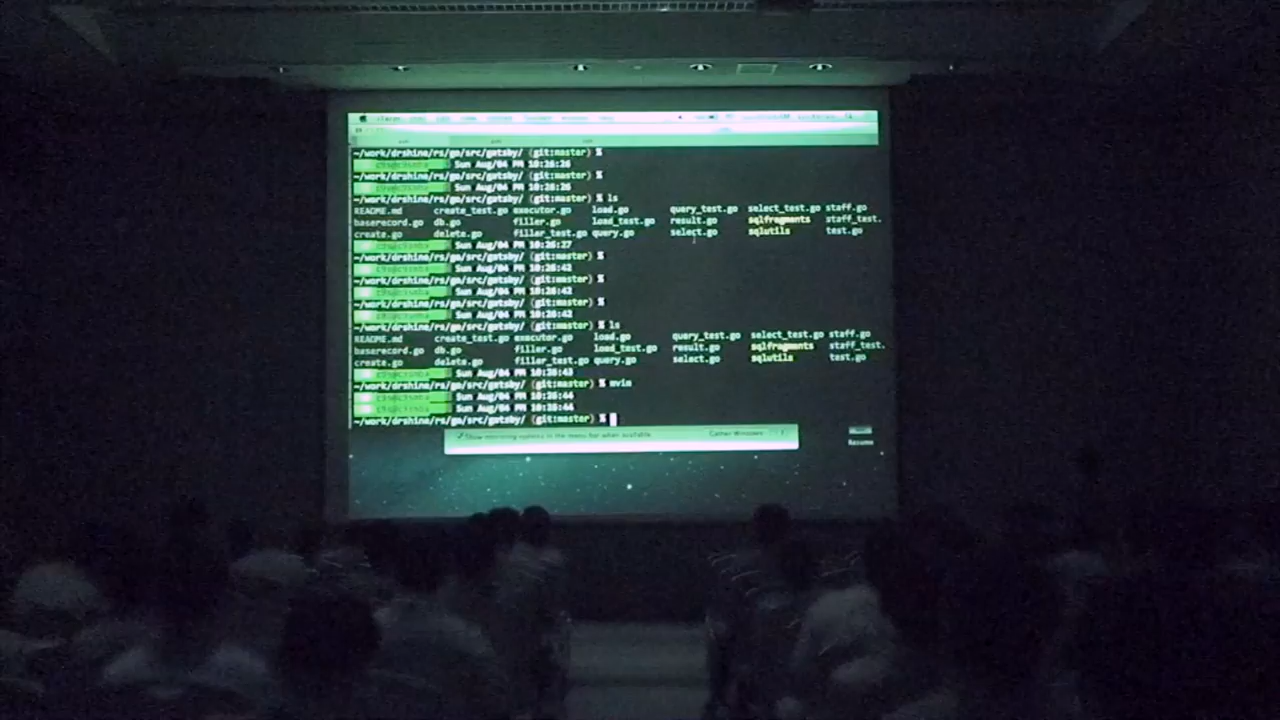 ~/work/drshine/rs/go/src/gatsby/ (git:master) %
Sun Aug/04 PM 10:26:26
~/work/drshine/rs/go/src/gatsby/ (git:master) %
Sun Aug/04 PM 10:26:26
~/work/drshine/rs/go/src/gatsby/ (git:master) % ls
README.md create_test.go executor.go load.go query_test.go select_test.go staff.go
baserecord.go db.go filler.go load_test.go result.go sqlfragments staff_test.
create.go delete.go filler_test.go query.go select.go sqlutils test.go
Sun Aug/04 PM 10:26:27
~/work/drshine/rs/go/src/gatsby/ (git:master) %
Sun Aug/04 PM 10:26:42
~/work/drshine/rs/go/src/gatsby/ (git:master) %
Sun Aug/04 PM 10:26:42
~/work/drshine/rs/go/src/gatsby/ (git:master) %
Sun Aug/04 PM 10:26:42
~/work/drshine/rs/go/src/gatsby/ (git:master) % ls
README.md create_test.go executor.go load.go query_test.go select_test.go staff.go
baserecord.go db.go filler.go load_test.go result.go sqlfragments staff_test.
create.go delete.go filler_test.go query.go select.go sqlutils test.go
Sun Aug/04 PM 10:26:43
~/work/drshine/rs/go/src/gatsby/ (git:master) % mvim
Sun Aug/04 PM 10:26:44
Sun Aug/04 PM 10:26:44
~/work/drshine/rs/go/src/gatsby/ (git:master) %
Show mirroring options in the menu bar when available Gather Windows